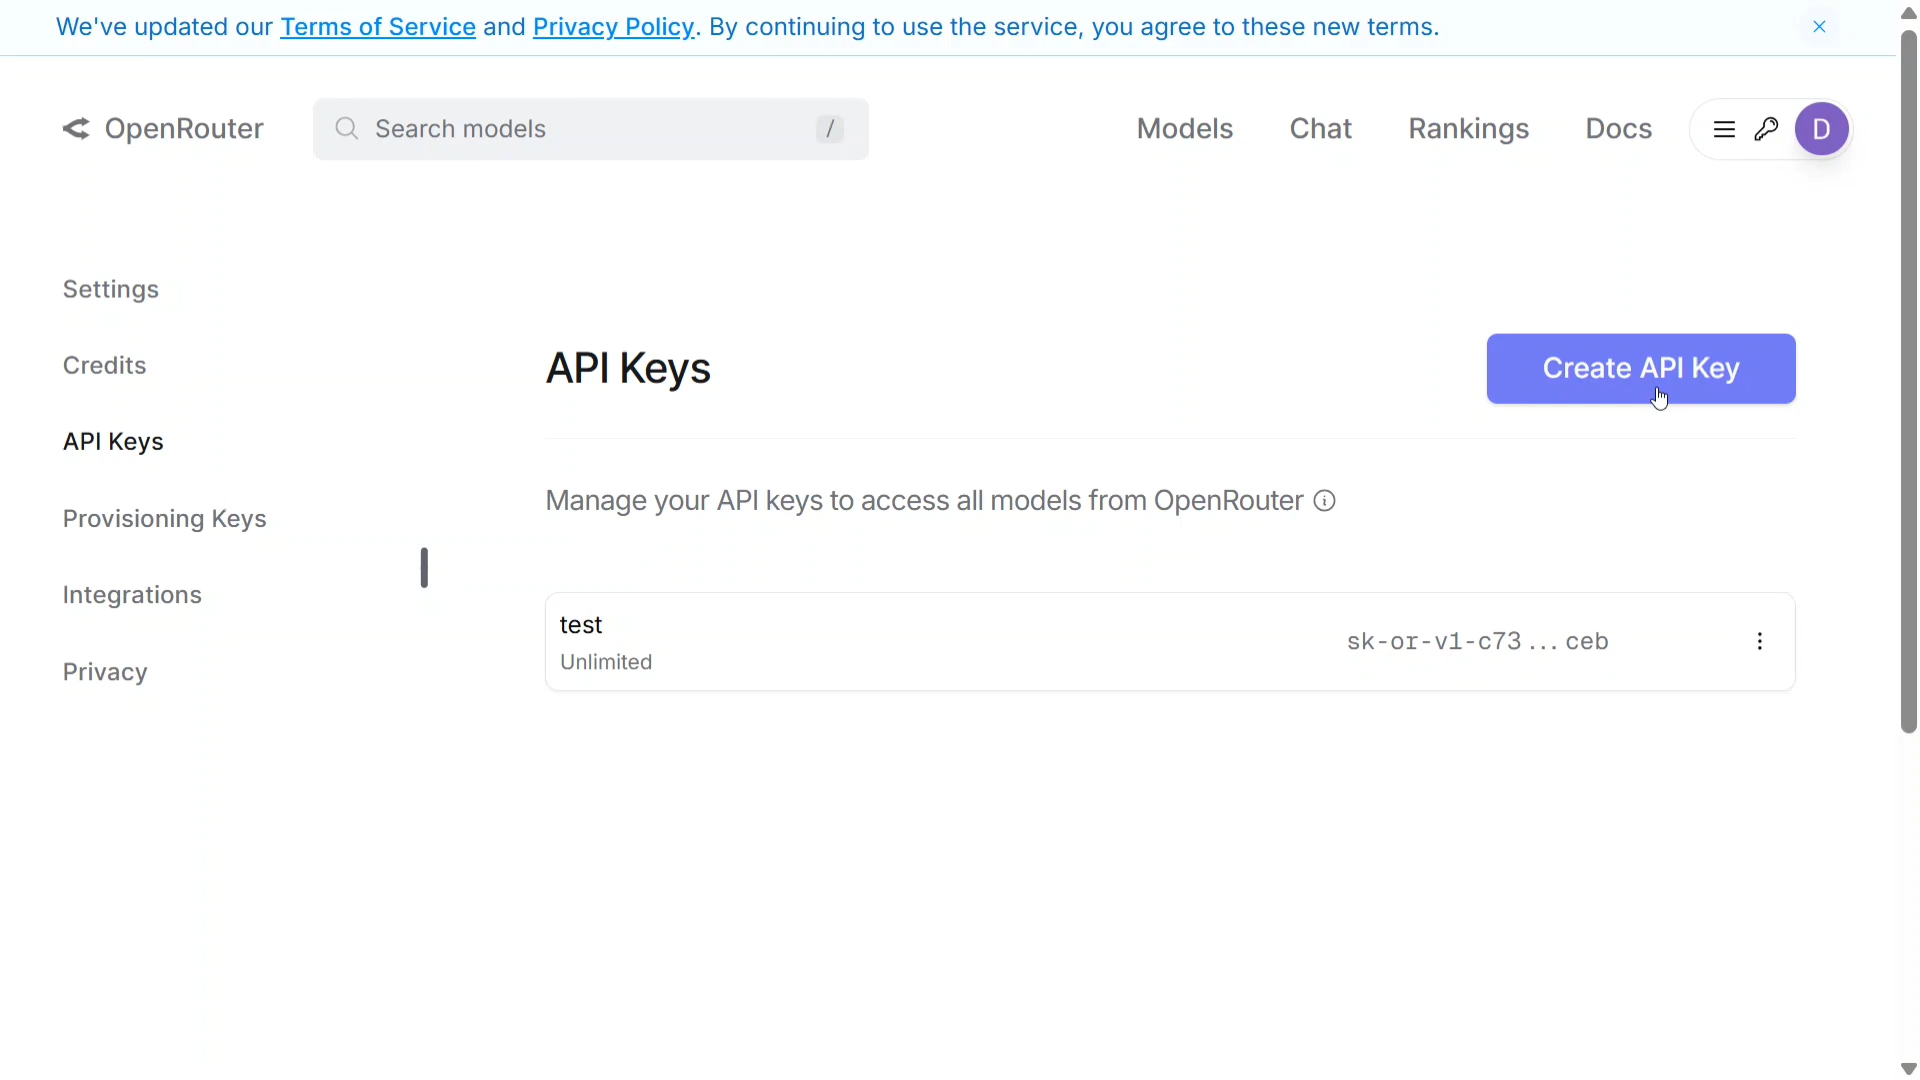 We've updated our Terms of Service and Privacy Policy. By continuing to use the service, you agree to these new terms.
OpenRouter
Search models
/
Models
Chat
Rankings
Docs
D
Settings
Credits
API Keys
Provisioning Keys
Integrations
Privacy
API Keys
Create API Key
Manage your API keys to access all models from OpenRouter
test
Unlimited
sk-or-v1-c73...ceb